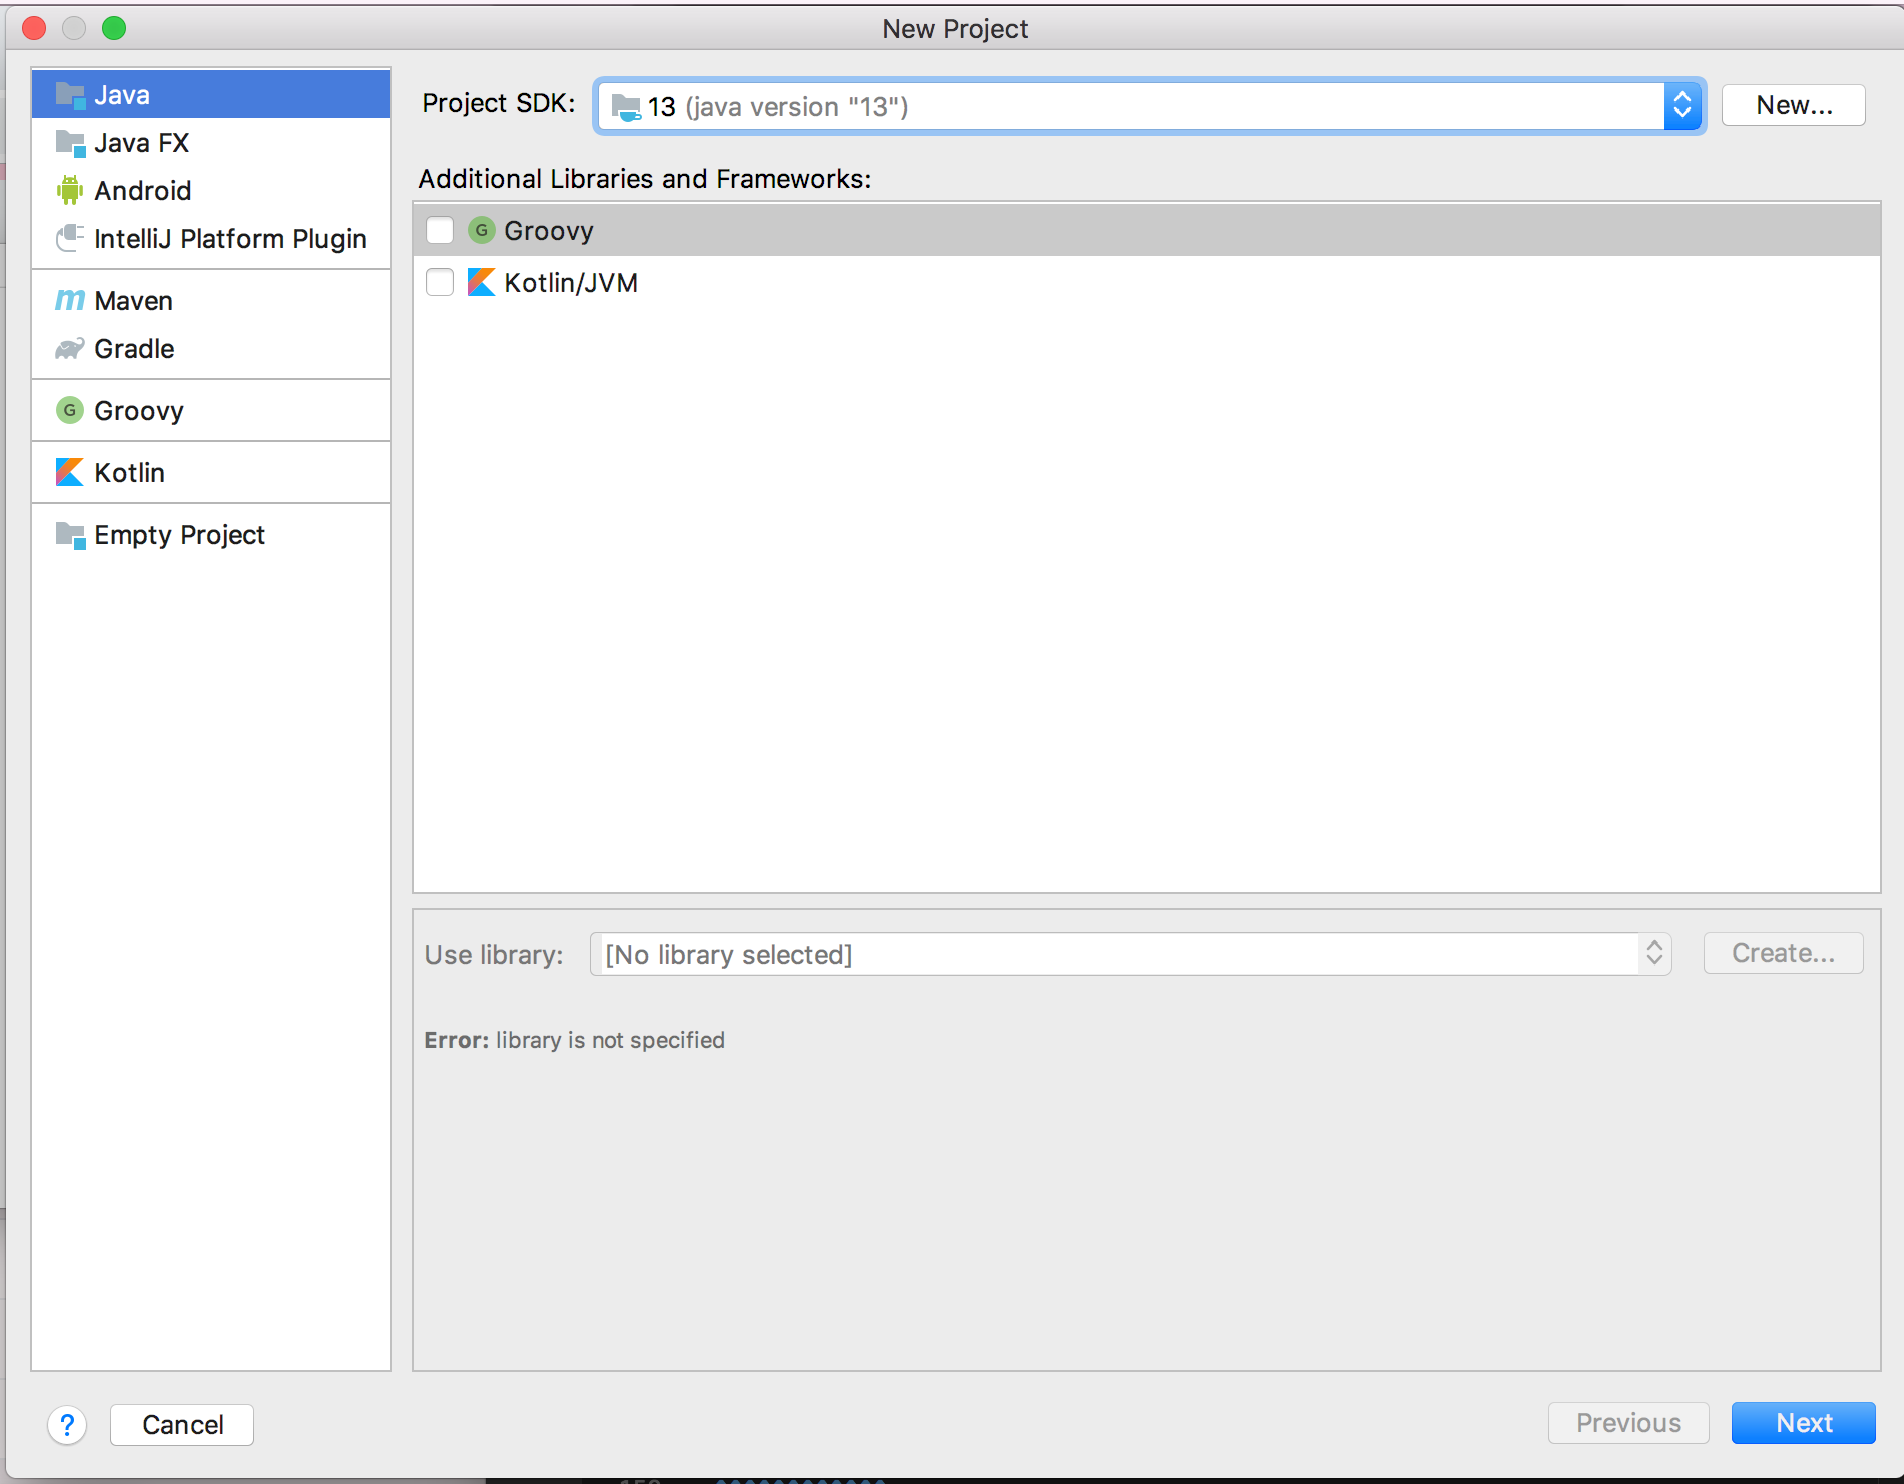 New Project
Java
Java FX
Android
IntelliJ Platform Plugin
Maven
Gradle
Groovy
Kotlin
Empty Project
Project SDK: 13 (java version "13") New...
Additional Libraries and Frameworks:
G Groovy
Kotlin/JVM
Use library: [No library selected] Create...
Error: library is not specified
? Cancel Previous Next